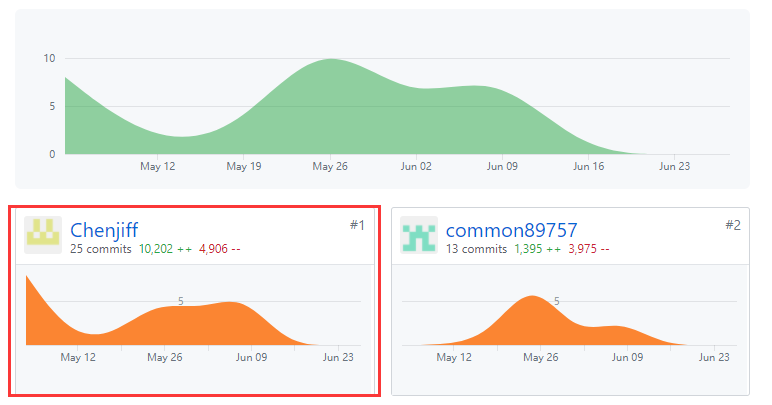 10
5
0
May 12 May 19 May 26 Jun 02 Jun 09 Jun 16 Jun 23
Chenjiff #1
25 commits 10,202 ++ 4,906 --
5
May 12 May 26 Jun 09 Jun 23
common89757 #2
13 commits 1,395 ++ 3,975 --
5
May 12 May 26 Jun 09 Jun 23